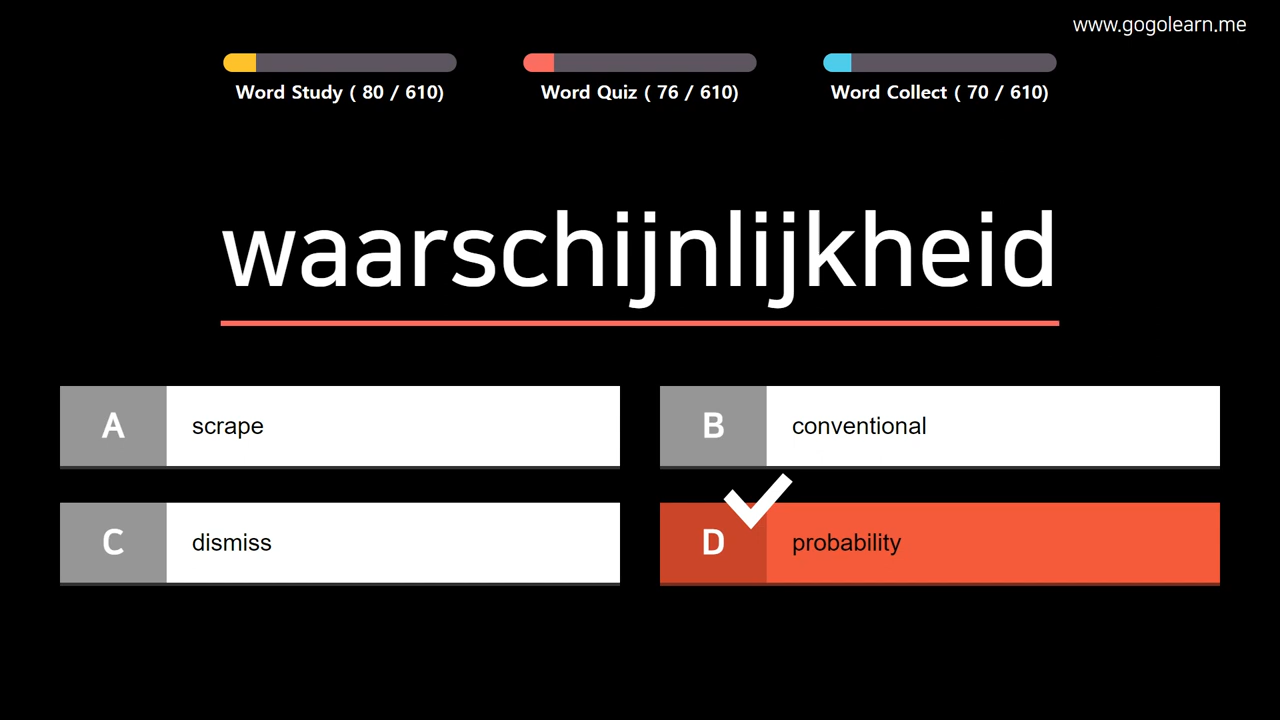 www.gogolearn.me
Word Study ( 80 / 610)
Word Quiz ( 76 / 610)
Word Collect ( 70 / 610)
waarschijnlijkheid
A scrape
B conventional
C dismiss
D probability